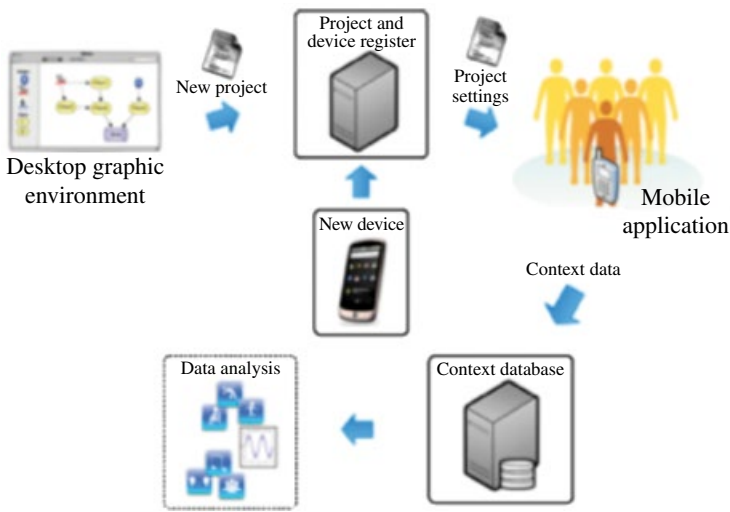 Project and
device register
New project
Project
settings
Desktop graphic
environment
Mobile
application
New device
Context data
Data analysis
Context database